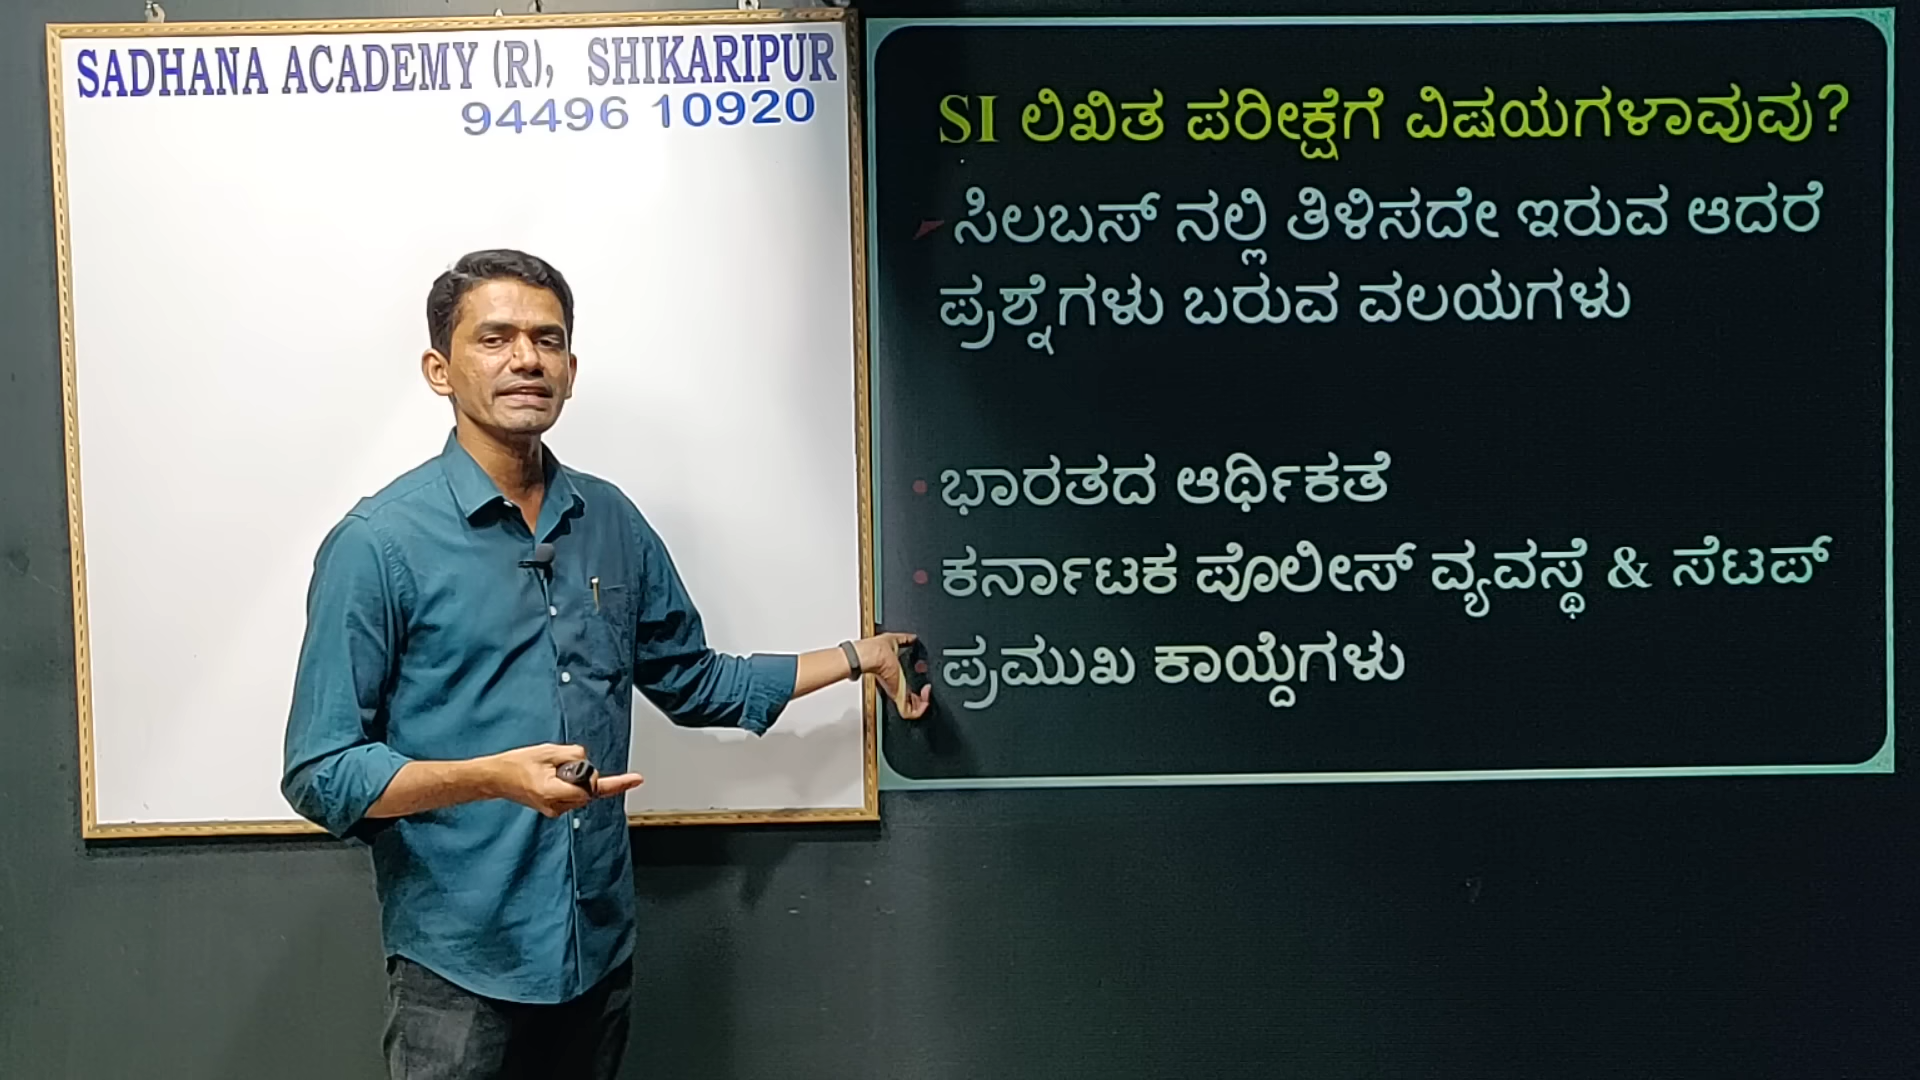 SADHANA ACADEMY (R), SHIKARIPUR
94496 10920
SI ಲಿಖಿತ ಪರೀಕ್ಷೆಗೆ ವಿಷಯಗಳಾವುವು?
ಸಿಲಬಸ್ ನಲ್ಲಿ ತಿಳಿಸದೇ ಇರುವ ಆದರೆ
ಪ್ರಶ್ನೆಗಳು ಬರುವ ವಲಯಗಳು
• ಭಾರತದ ಆರ್ಥಿಕತೆ
• ಕರ್ನಾಟಕ ಪೊಲೀಸ್ ವ್ಯವಸ್ಥೆ & ಸೆಟಪ್
• ಪ್ರಮುಖ ಕಾಯ್ದೆಗಳು